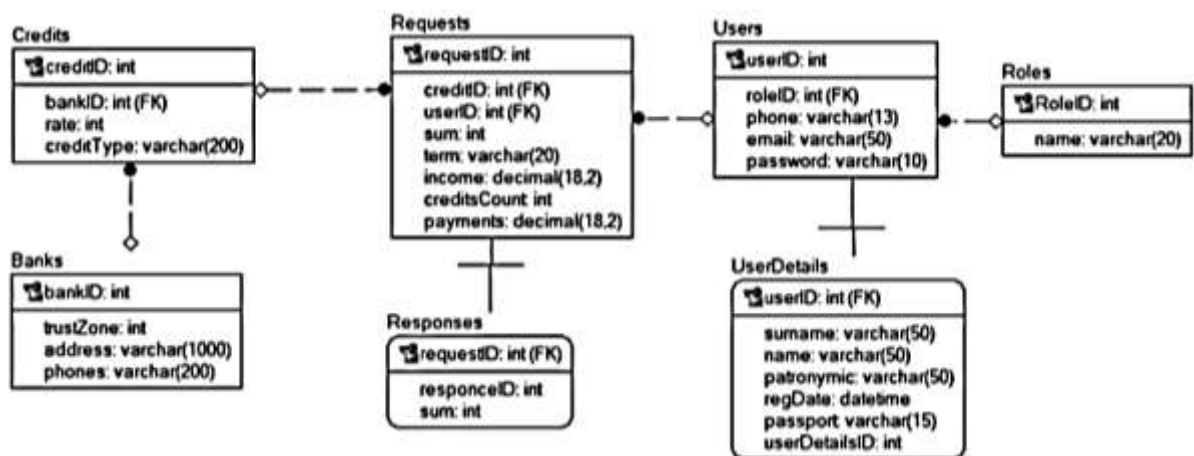 Credits
creditID: int
bankID: int (FK)
rate: int
creditType: varchar(200)
Banks
bankID: int
trustZone: int
address: varchar(1000)
phones: varchar(200)
Requests
requestID: int
creditID: int (FK)
userID: int (FK)
sum: int
term: varchar(20)
income: decimal(18,2)
creditsCount: int
payments: decimal(18,2)
Responses
requestID: int (FK)
responceID: int
sum: int
Users
userID: int
roleID: int (FK)
phone: varchar(13)
email: varchar(50)
password: varchar(10)
UserDetails
userID: int (FK)
surname: varchar(50)
name: varchar(50)
patronymic: varchar(50)
regDate: datetime
passport: varchar(15)
userDetailsID: int
Roles
RoleID: int
name: varchar(20)